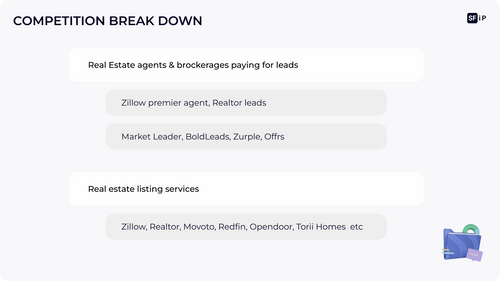 COMPETITION BREAK DOWN
SF iP
Real Estate agents & brockerages paying for leads
Zillow premier agent, Realtor leads
Market Leader, BoldLeads, Zurple, Offrs
Real estate listing services
Zillow, Realtor, Movoto, Redfin, Opendoor, Torii Homes etc